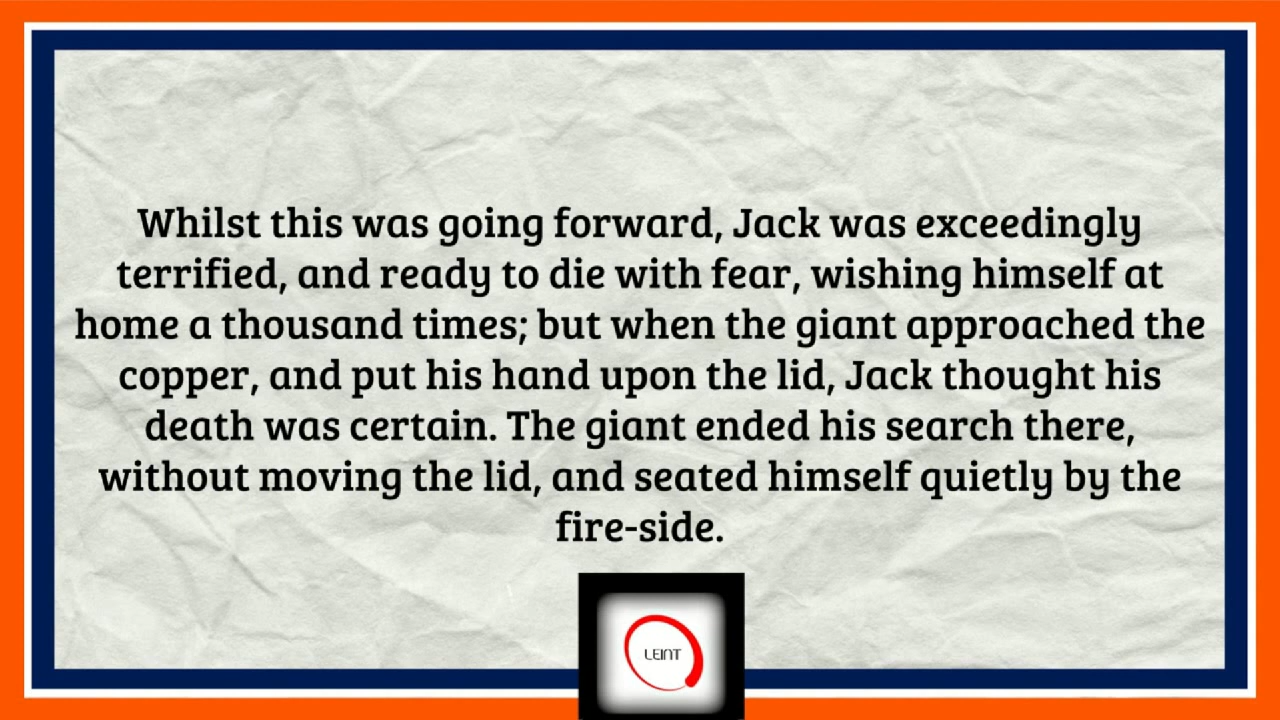 Whilst this was going forward, Jack was exceedingly
terrified, and ready to die with fear, wishing himself at
home a thousand times; but when the giant approached the
copper, and put his hand upon the lid, Jack thought his
death was certain. The giant ended his search there,
without moving the lid, and seated himself quietly by the
fire-side.
LEINT